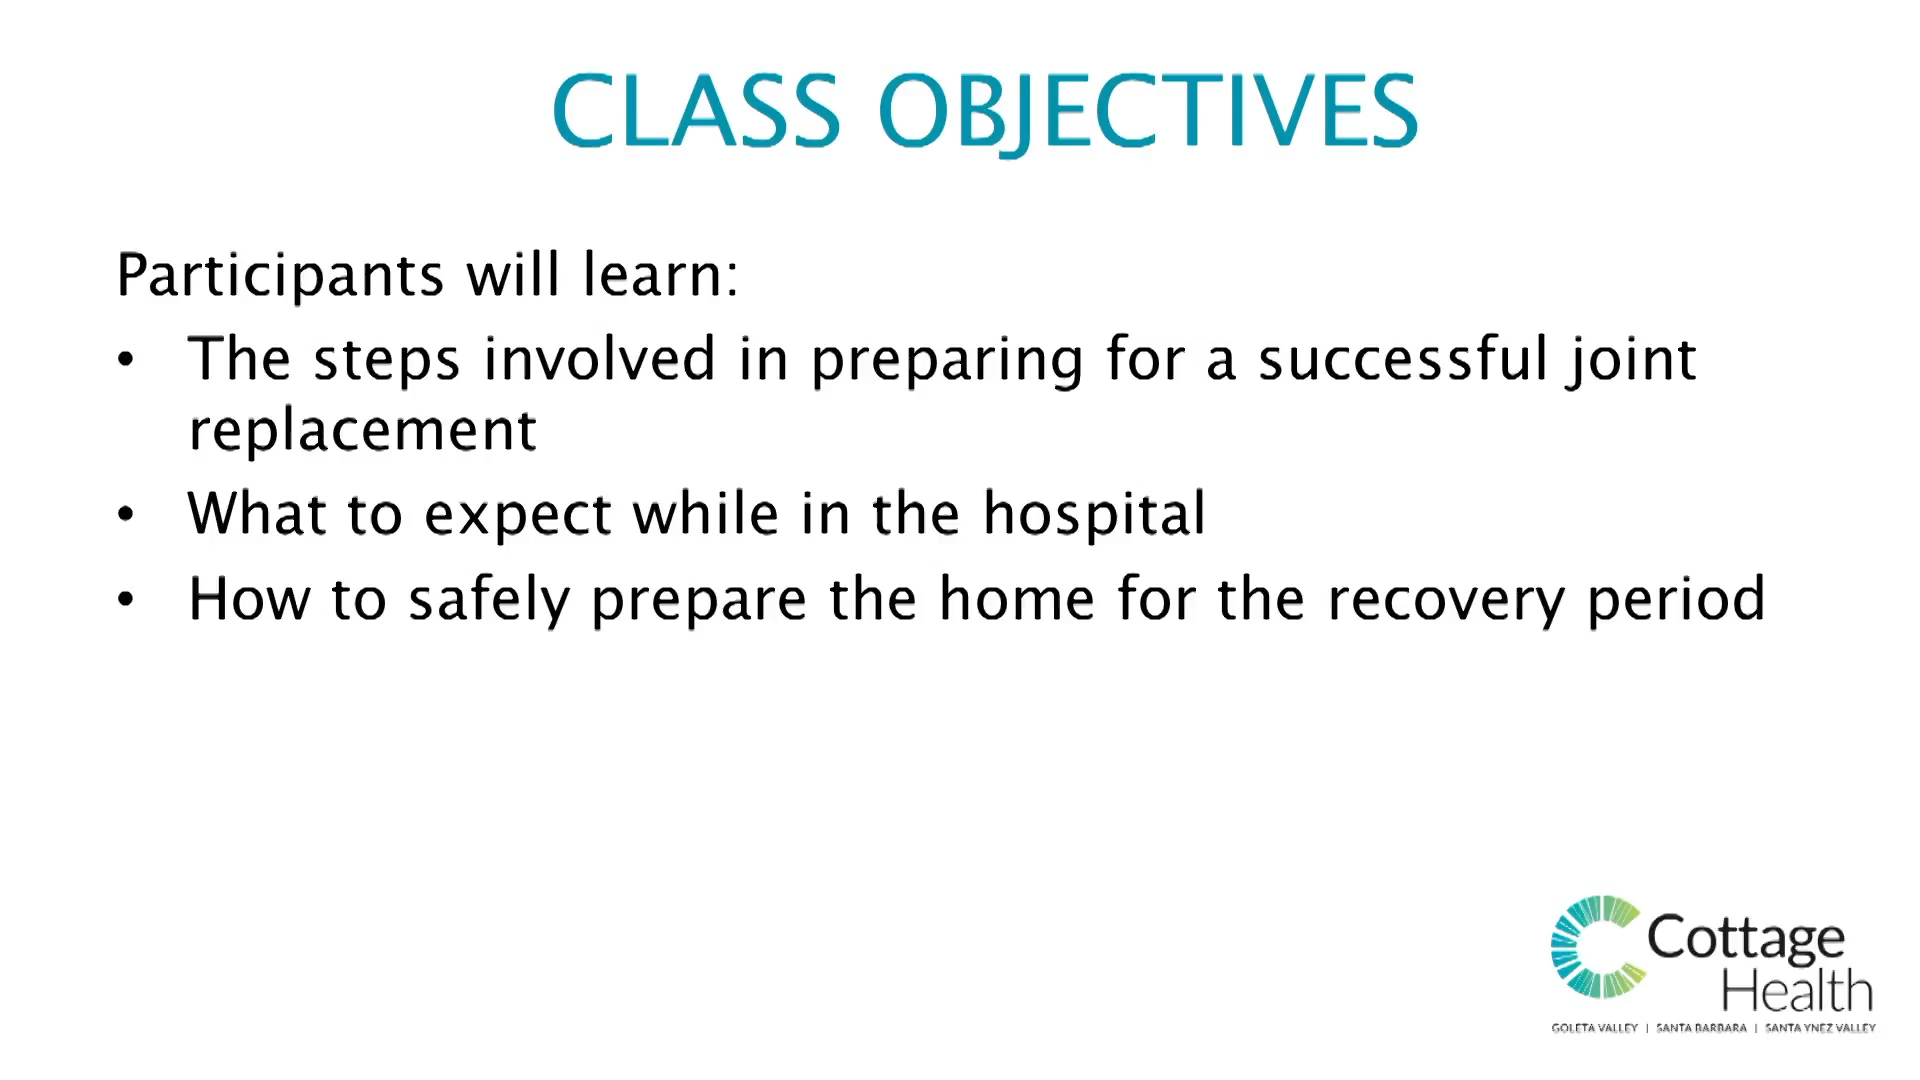 CLASS OBJECTIVES
Participants will learn:
• The steps involved in preparing for a successful joint
replacement
• What to expect while in the hospital
• How to safely prepare the home for the recovery period
Cottage
Health
GOLETA VALLEY | SANTA BARBARA | SANTA YNEZ VALLEY